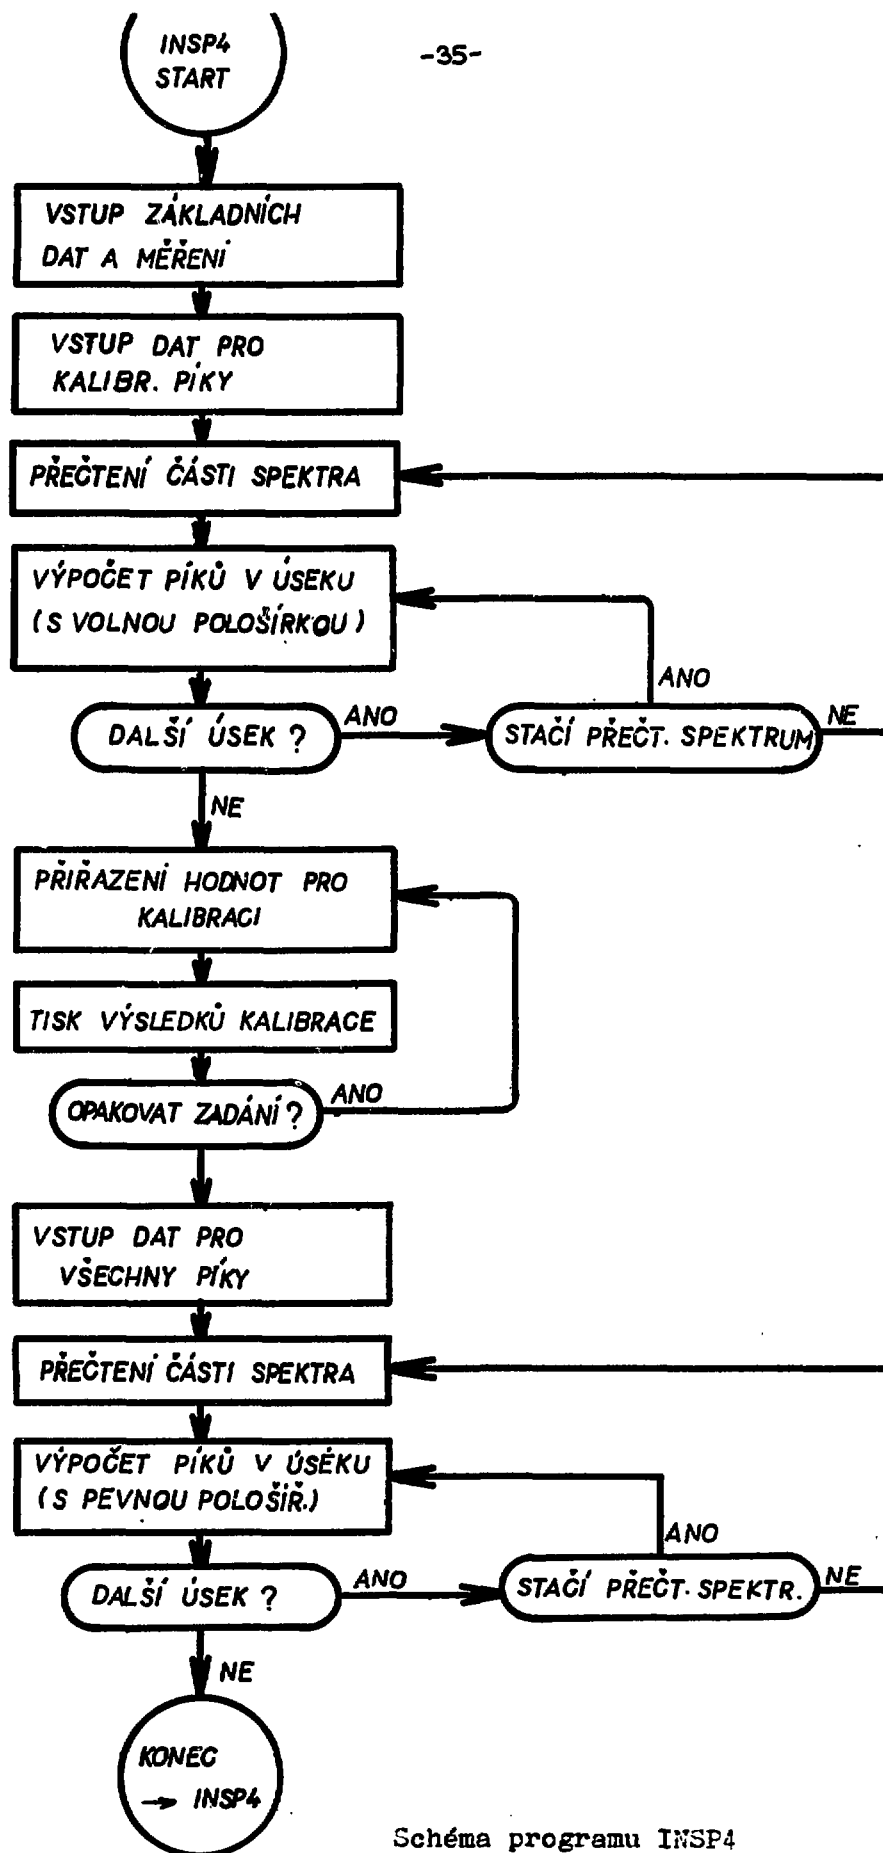 -35-
INSP4
START
VSTUP ZÁKLADNÍCH
DAT A MĚŘENÍ
VSTUP DAT PRO
KALIBR. PÍKY
PŘEČTENÍ ČÁSTI SPEKTRA
VÝPOČET PÍKŮ V ÚSEKU
(S VOLNOU POLOŠÍRKOU)
ANO
DALŠÍ ÚSEK ?
ANO
STAČÍ PŘEČT. SPEKTRUM
NE
NE
PŘIŘAZENÍ HODNOT PRO
KALIBRACI
TISK VÝSLEDKŮ KALIBRACE
OPAKOVAT ZADÁNÍ ?
ANO
VSTUP DAT PRO
VŠECHNY PÍKY
PŘEČTENÍ ČÁSTI SPEKTRA
VÝPOČET PÍKŮ V ÚSÉKU
(S PEVNOU POLOŠÍŘ.)
ANO
DALŠÍ ÚSEK ?
ANO
STAČÍ PŘEČT. SPEKTR.
NE
NE
KONEC
→ INSP4
Schéma programu INSP4